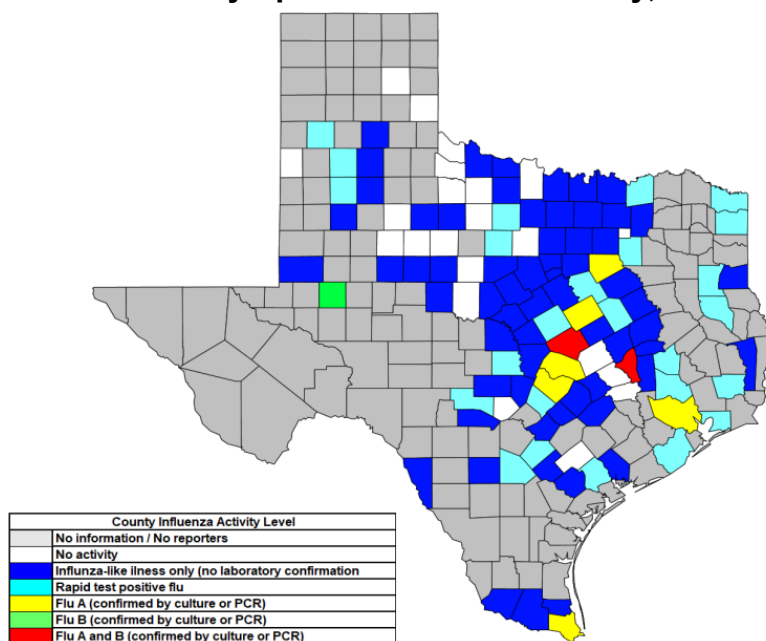 County Influenza Activity Level
No information / No reporters
No activity
Influnza-like ilness only (no laboratory confirmation
Rapid test positive flu
Flu A (confirmed by culture or PCR)
Flu B (confirmed by culture or PCR)
Flu A and B (confirmed by culture or PCR)